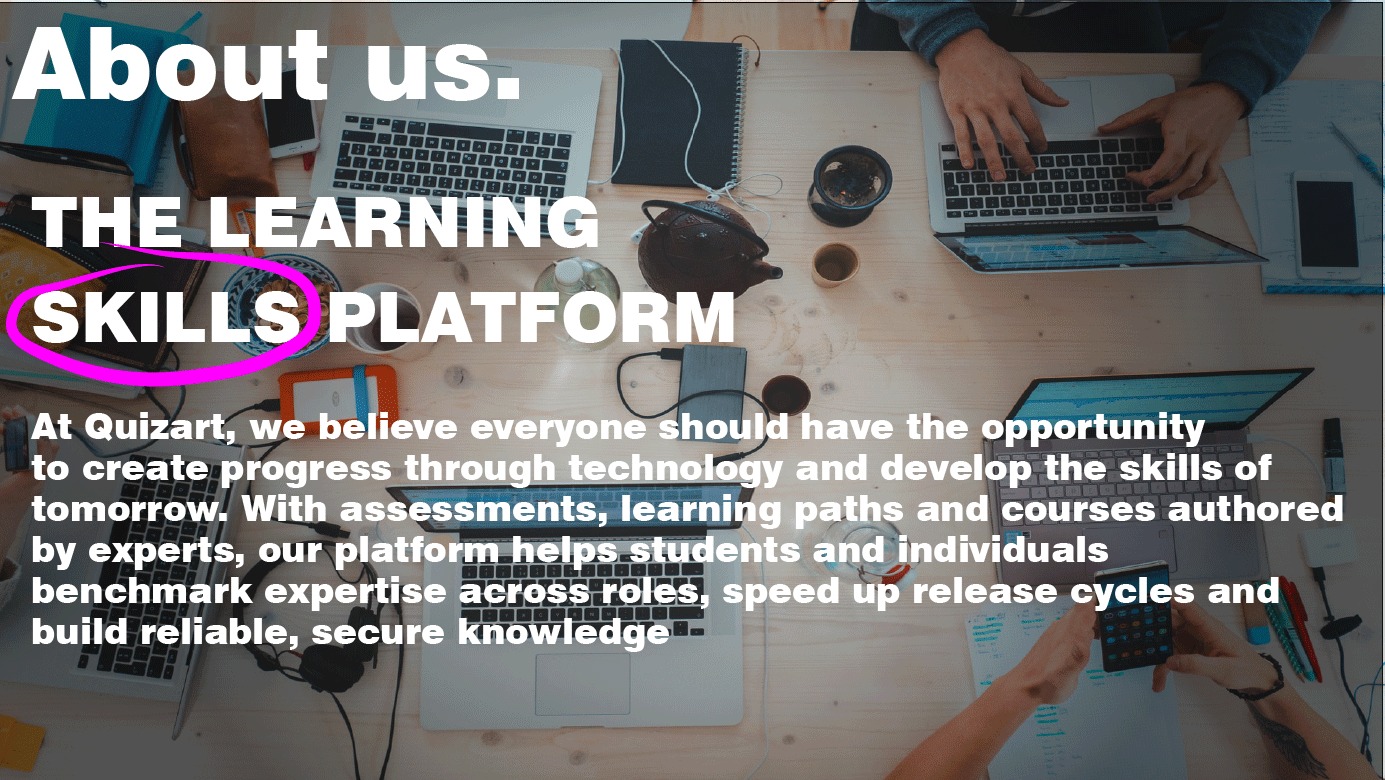 About us.
THE LEARNING
SKILLS PLATFORM
At Quizart, we believe everyone should have the opportunity
to create progress through technology and develop the skills of
tomorrow. With assessments, learning paths and courses authored
by experts, our platform helps students and individuals
benchmark expertise across roles, speed up release cycles and
build reliable, secure knowledge